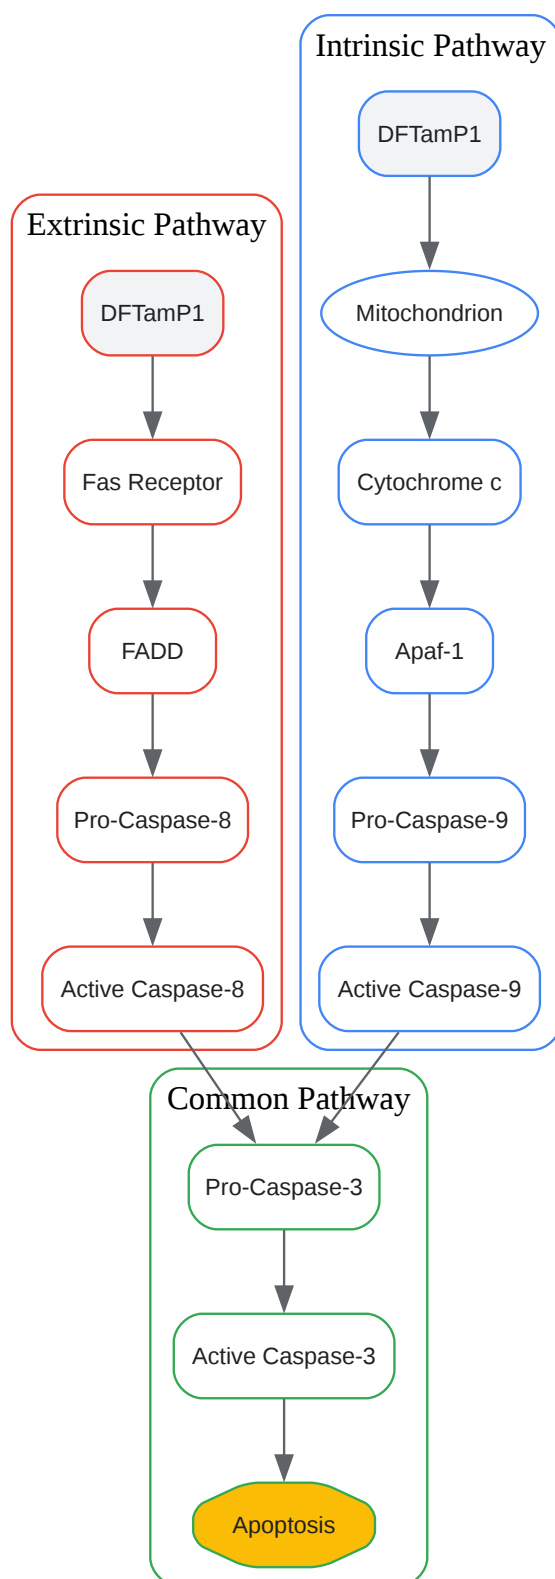 Intrinsic Pathway
DFTamP1
Mitochondrion
Cytochrome c
Apaf-1
Pro-Caspase-9
Active Caspase-9
Extrinsic Pathway
DFTamP1
Fas Receptor
FADD
Pro-Caspase-8
Active Caspase-8
Common Pathway
Pro-Caspase-3
Active Caspase-3
Apoptosis